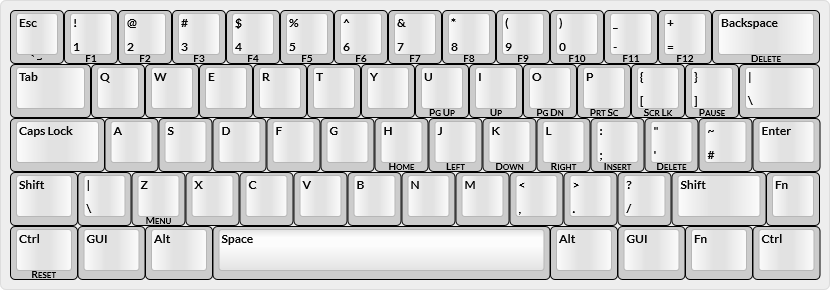 Esc ! @ # $ % ^ & * ( ) _ + Backspace
1 2 3 4 5 6 7 8 9 0 - =
` ~ F1 F2 F3 F4 F5 F6 F7 F8 F9 F10 F11 F12 DELETE
Tab Q W E R T Y U I O P { } |
[ ] \
PG UP UP PG DN PRT SC SCR LK PAUSE
Caps Lock A S D F G H J K L : " ~ Enter
; ' #
HOME LEFT DOWN RIGHT INSERT DELETE
Shift | Z X C V B N M < > ? Shift Fn
\ , . /
MENU
Ctrl GUI Alt Space Alt GUI Fn Ctrl
RESET